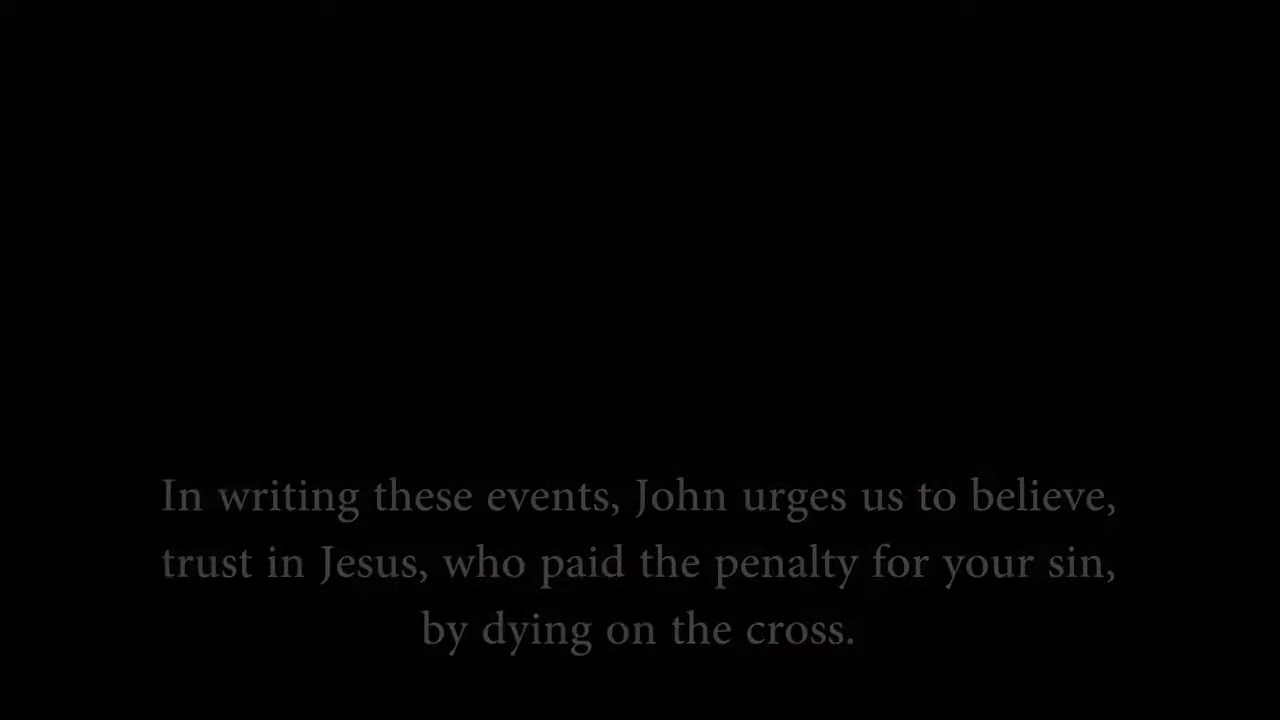 In writing these events, John urges us to believe,
trust in Jesus, who paid the penalty for your sin,
by dying on the cross.